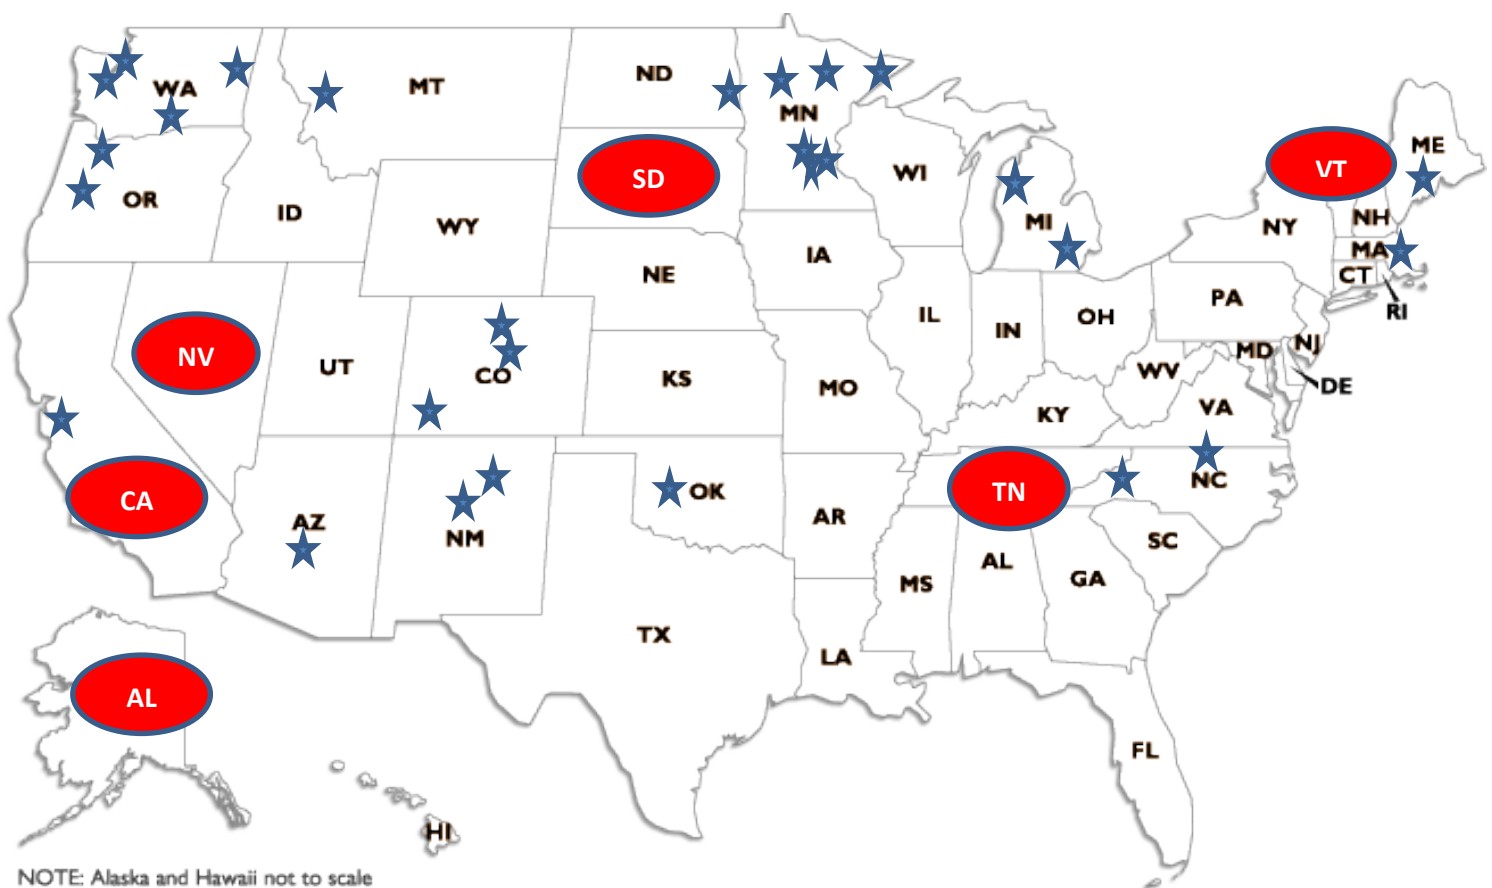 WA
MT
ND
MN
ME
VT
SD
WI
OR
ID
WY
MI
NY
NH
MA
IA
NE
CT
PA
RI
IL
IN
OH
NJ
MD
NV
UT
CO
KS
MO
WV
DE
KY
VA
CA
TN
NC
OK
AZ
NM
AR
SC
AL
GA
MS
TX
LA
AL
FL
HI
NOTE: Alaska and Hawaii not to scale